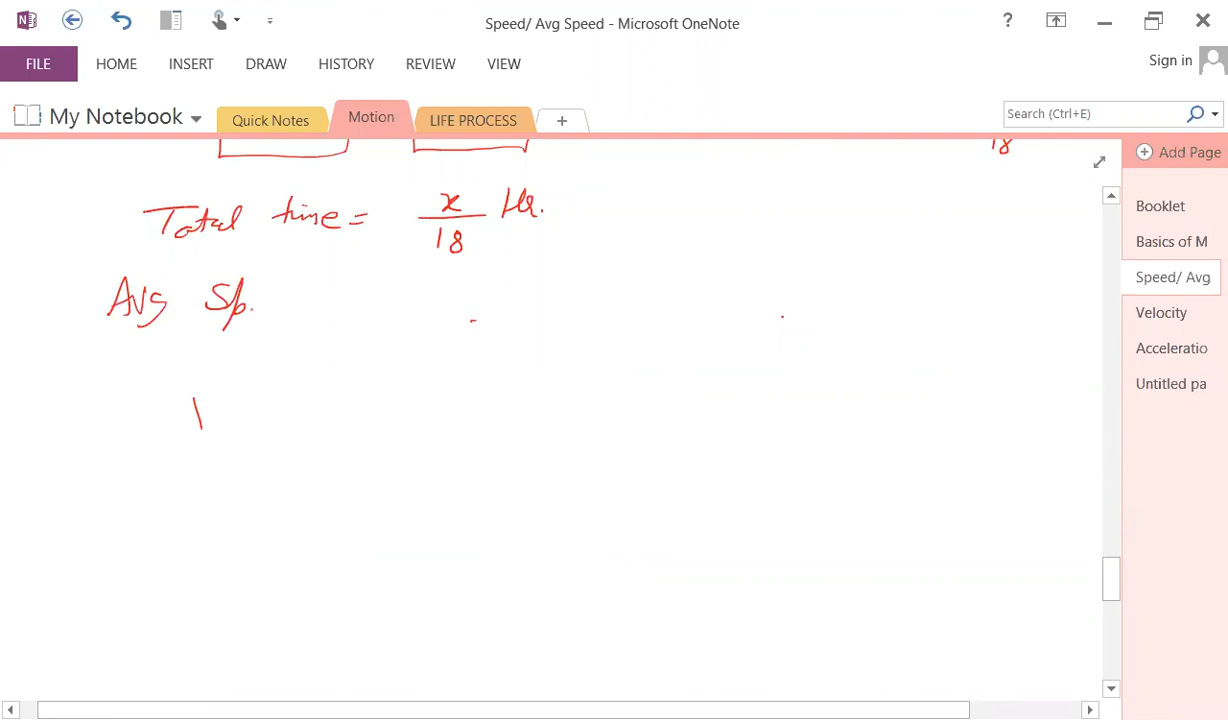 Speed/ Avg Speed - Microsoft OneNote
FILE HOME INSERT DRAW HISTORY REVIEW VIEW Sign in
My Notebook Quick Notes Motion LIFE PROCESS Search (Ctrl+E)
18
Add Page
Booklet
Basics of M
Speed/ Avg
Velocity
Acceleratio
Untitled pa
Total time = x/18 Hr.
Avg Sp.